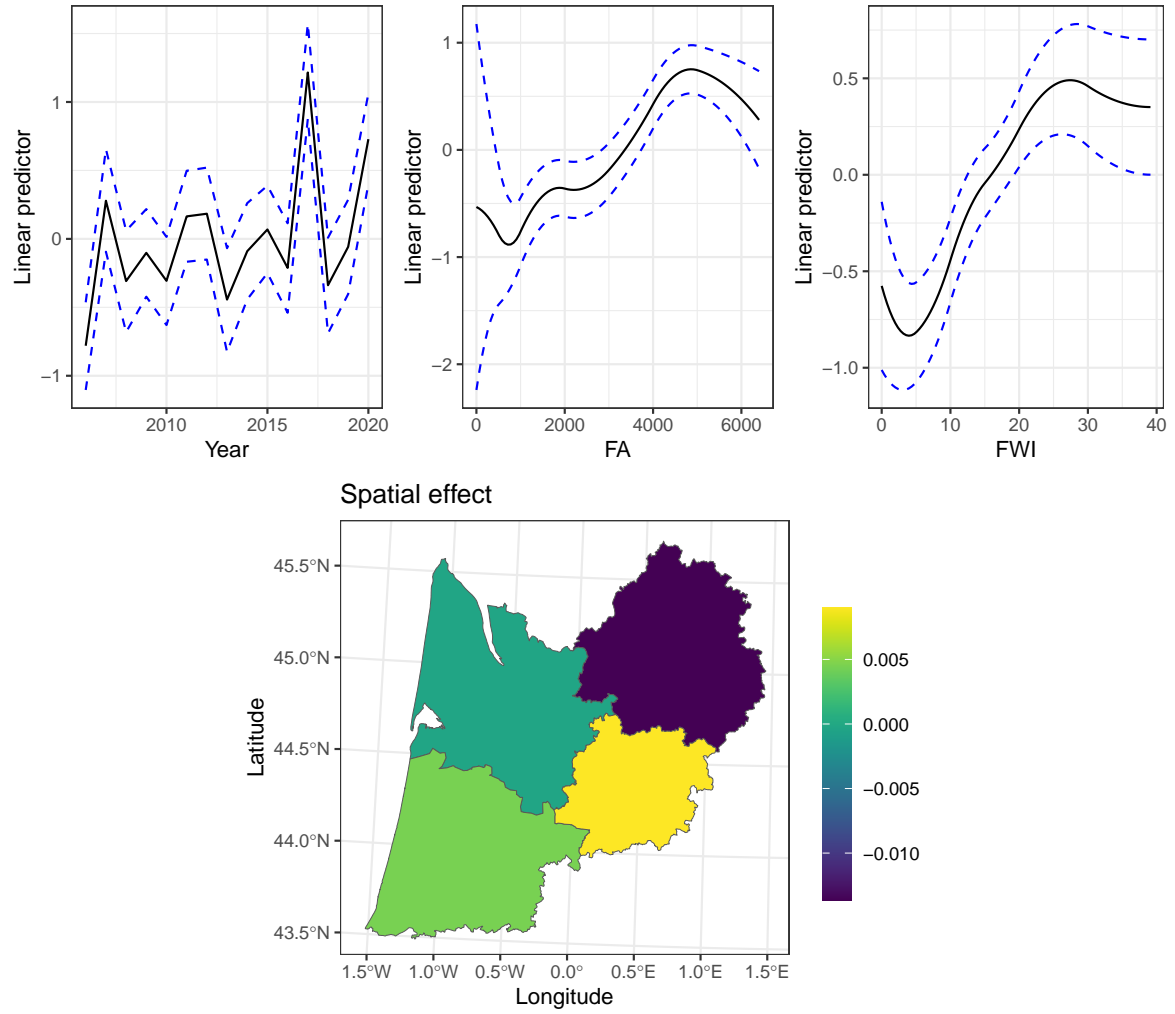 Linear predictor
1
0
−1
2010
2015
2020
Year
Linear predictor
1
0
−1
−2
0
2000
4000
6000
FA
Linear predictor
0.5
0.0
−0.5
−1.0
0
10
20
30
40
FWI
Spatial effect
Latitude
45.5°N
45.0°N
44.5°N
44.0°N
43.5°N
1.5°W
1.0°W
0.5°W
0.0°
0.5°E
1.0°E
1.5°E
Longitude
0.005
0.000
−0.005
−0.010